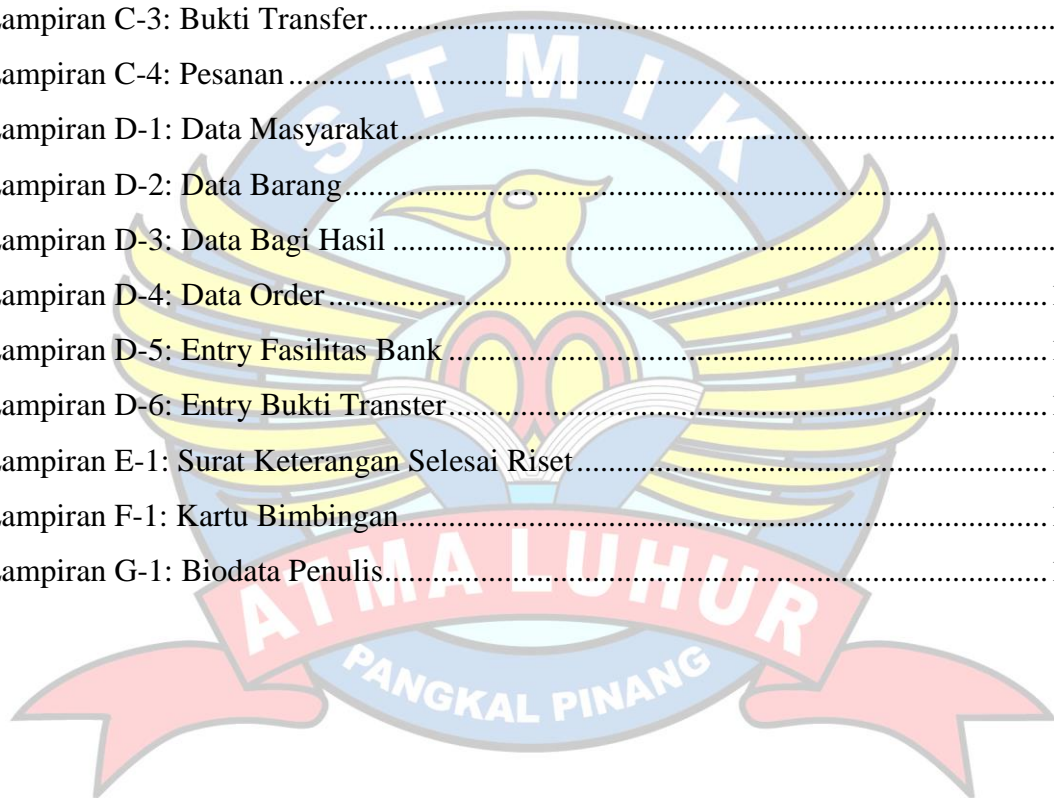 ampiran C-3: Bukti Transfer....................................................................................................
ampiran C-4: Pesanan....................................................................................................
ampiran D-1: Data Masyarakat....................................................................................................
ampiran D-2: Data Barang....................................................................................................
ampiran D-3: Data Bagi Hasil....................................................................................................
ampiran D-4: Data Order....................................................................................................
ampiran D-5: Entry Fasilitas Bank....................................................................................................
ampiran D-6: Entry Bukti Transter....................................................................................................
ampiran E-1: Surat Keterangan Selesai Riset....................................................................................................
ampiran F-1: Kartu Bimbingan....................................................................................................
ampiran G-1: Biodata Penulis....................................................................................................
STMIK
ATMA LUHUR
PANGKAL PINANG